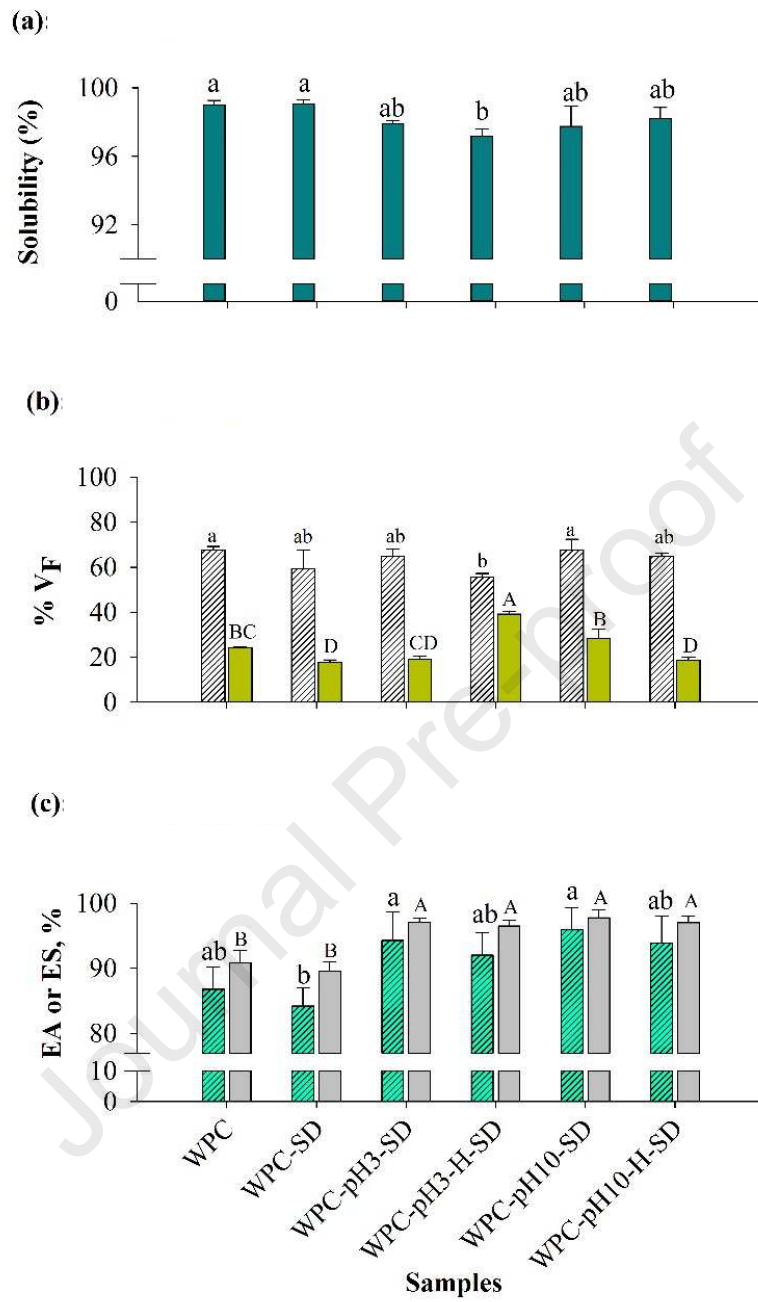 (a):
100
96
92
0
Solubility (%)
a a ab b ab ab
(b):
100
80
60
40
20
0
% VF
a ab ab b a ab
BC D CD A B D
(c):
100
90
80
10
0
EA or ES, %
ab B b B a A ab A a A ab A
WPC
WPC-SD
WPC-pH3-SD
WPC-pH3-H-SD
WPC-pH10-SD
WPC-pH10-H-SD
Samples
Journal Pre-proof